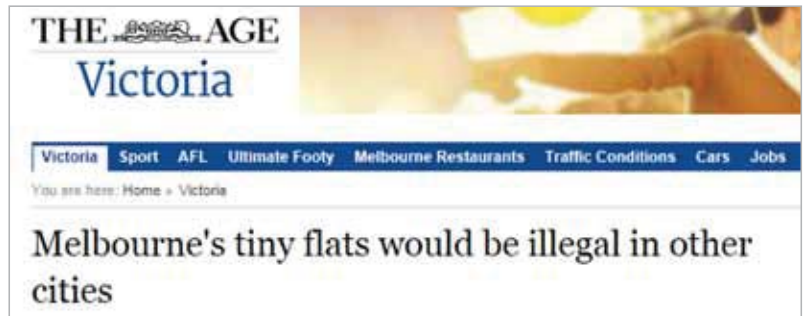 THE AGE
Victoria
Victoria Sport AFL Ultimate Footy Melbourne Restaurants Traffic Conditions Cars Jobs
You are here: Home » Victoria
Melbourne's tiny flats would be illegal in other
cities